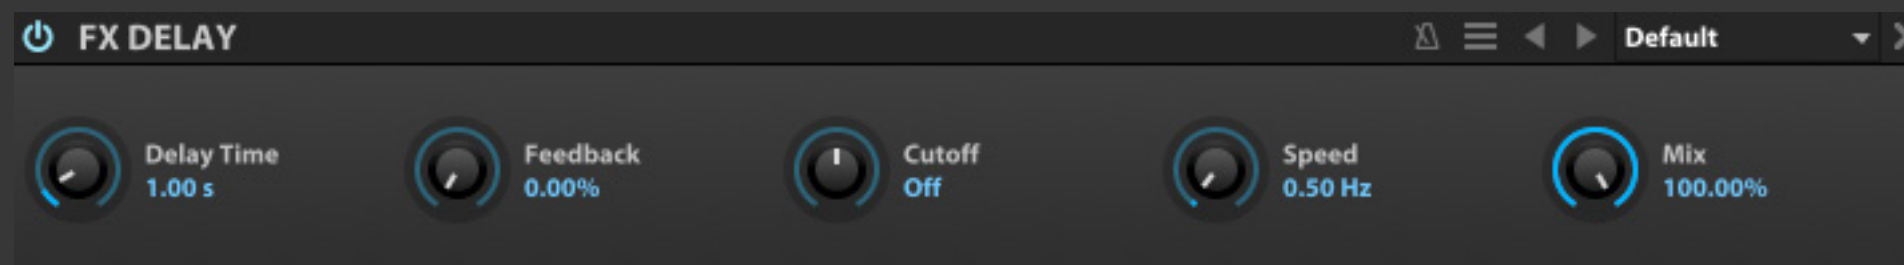 FX DELAY
Default
Delay Time
1.00 s
Feedback
0.00%
Cutoff
Off
Speed
0.50 Hz
Mix
100.00%